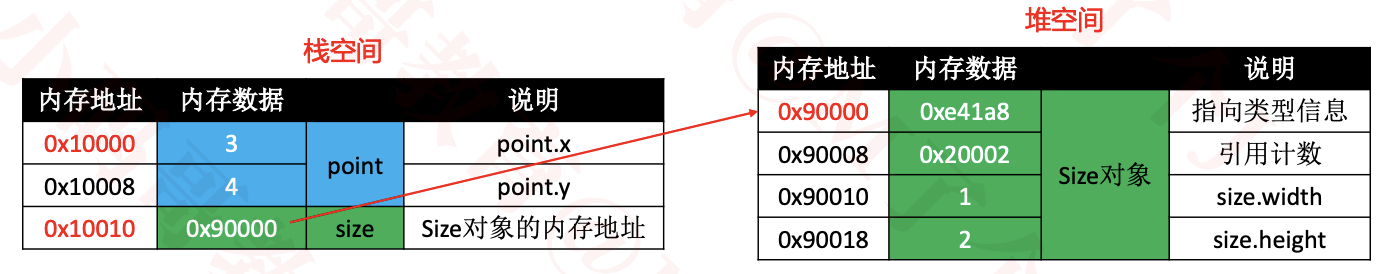 栈空间
内存地址 内存数据 说明
0x10000 3 point point.x
0x10008 4 point.y
0x10010 0x90000 size Size对象的内存地址
堆空间
内存地址 内存数据 说明
0x90000 0xe41a8 Size对象 指向类型信息
0x90008 0x20002 引用计数
0x90010 1 size.width
0x90018 2 size.height